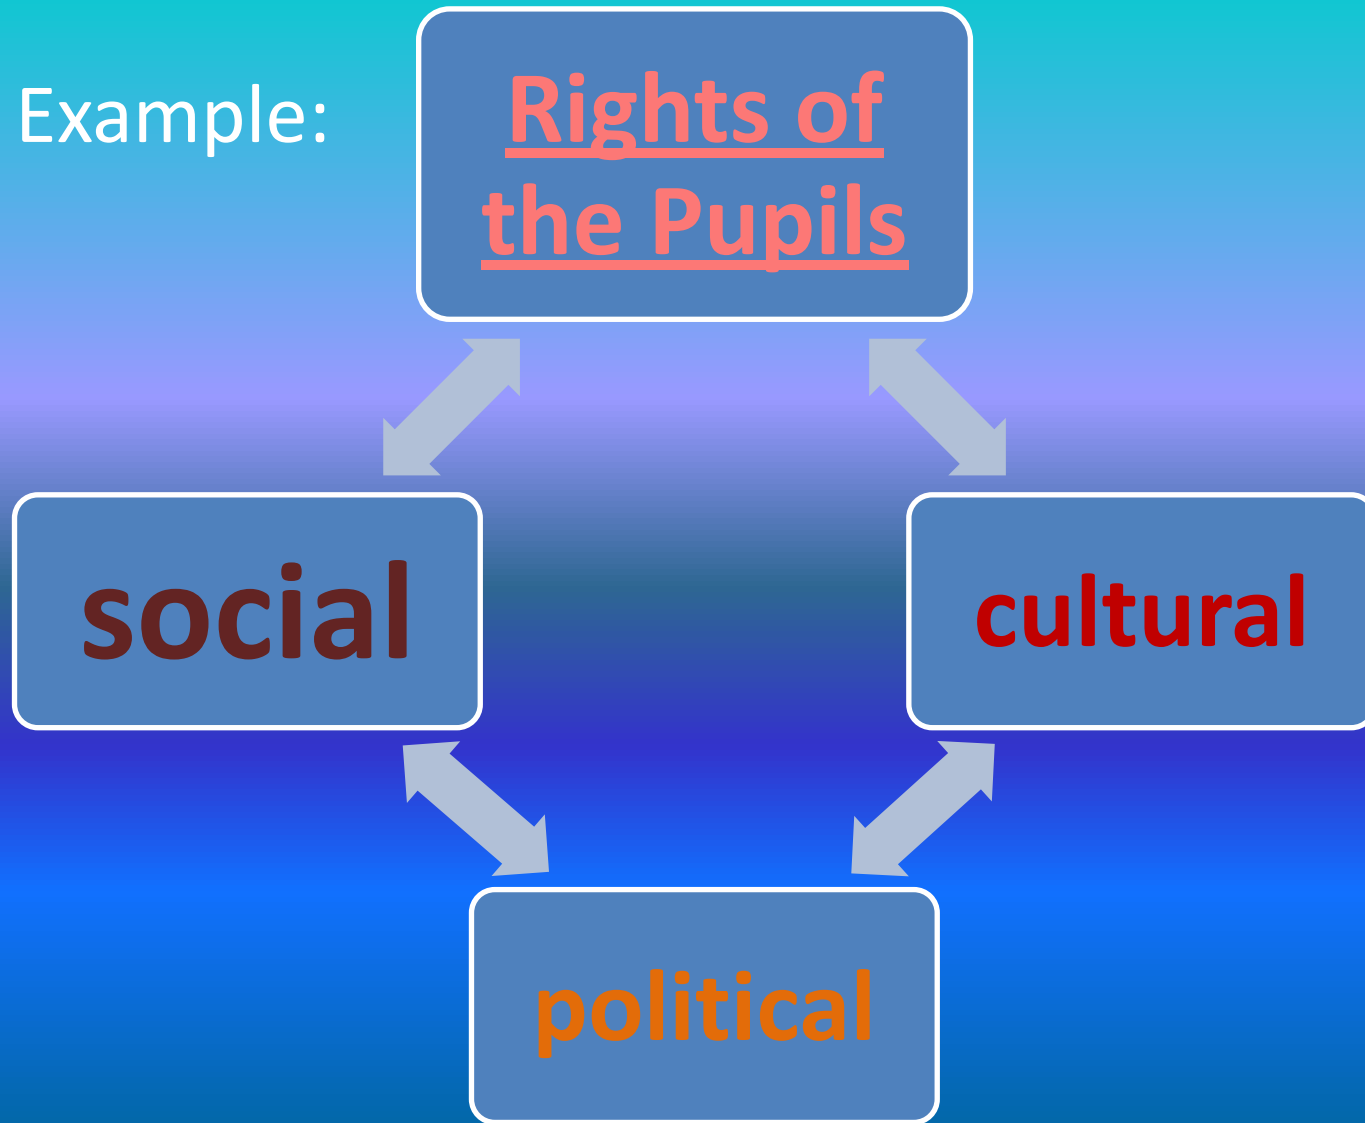 Example:
Rights of
the Pupils
social
cultural
political